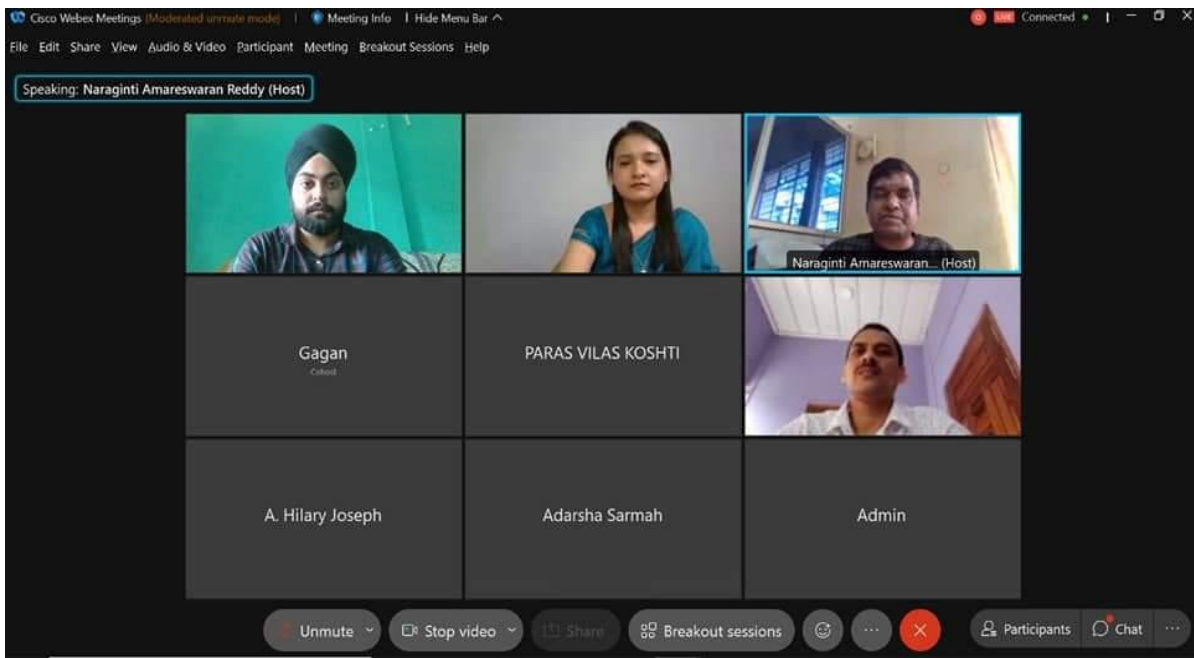 Cisco Webex Meetings (Moderated unmute mode) | Meeting Info | Hide Menu Bar
LIVE Connected
File Edit Share View Audio & Video Participant Meeting Breakout Sessions Help
Speaking: Naraginti Amareswaran Reddy (Host)
Naraginti Amareswaran... (Host)
Gagan
Cohost
PARAS VILAS KOSHTI
A. Hilary Joseph
Adarsha Sarmah
Admin
Unmute
Stop video
Share
Breakout sessions
...
Participants
Chat
...